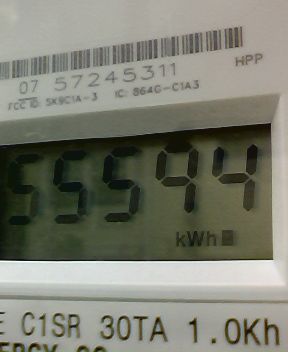 HPP
07 57245311
FCC ID: SK9C1A-3 IC: 864G-C1A3
55594
kWh
E C1SR 30TA 1.0Kh